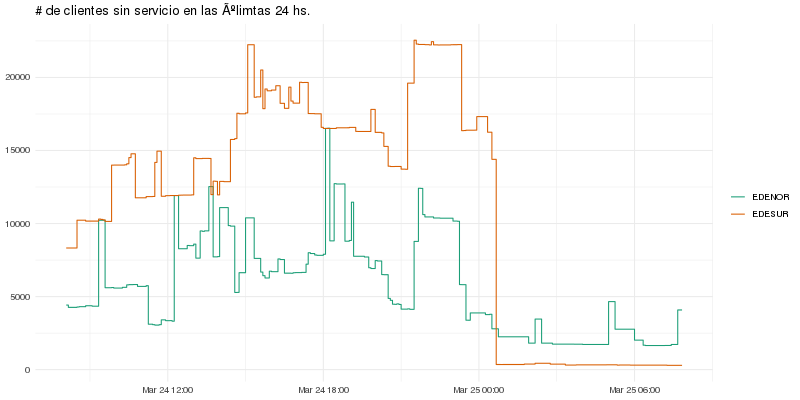 # de clientes sin servicio en las Ãºlimtas 24 hs.
20000
15000
10000
5000
0
Mar 24 12:00
Mar 24 18:00
Mar 25 00:00
Mar 25 06:00
EDENOR
EDESUR